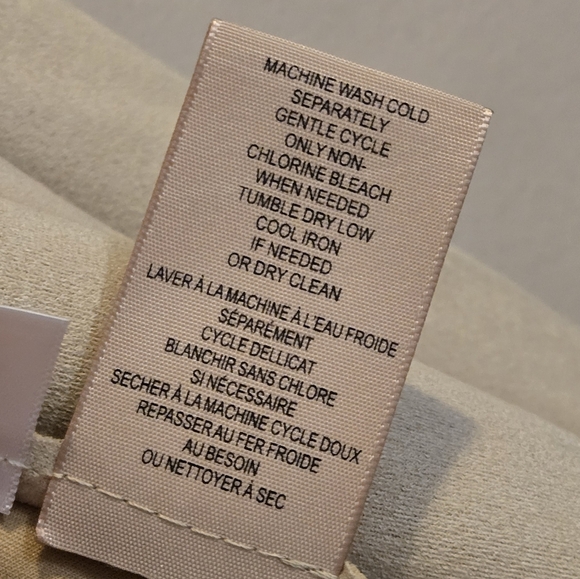 MACHINE WASH COLD
SEPARATELY
GENTLE CYCLE
ONLY NON-
CHLORINE BLEACH
WHEN NEEDED
TUMBLE DRY LOW
COOL IRON
IF NEEDED
OR DRY CLEAN
LAVER À LA MACHINE À L'EAU FROIDE
SÉPARÉMENT
CYCLE DELLICAT
BLANCHIR SANS CHLORE
SI NÉCESSAIRE
SECHER À LA MACHINE CYCLE DOUX
REPASSER AU FER FROIDE
AU BESOIN
OU NETTOYER À SEC